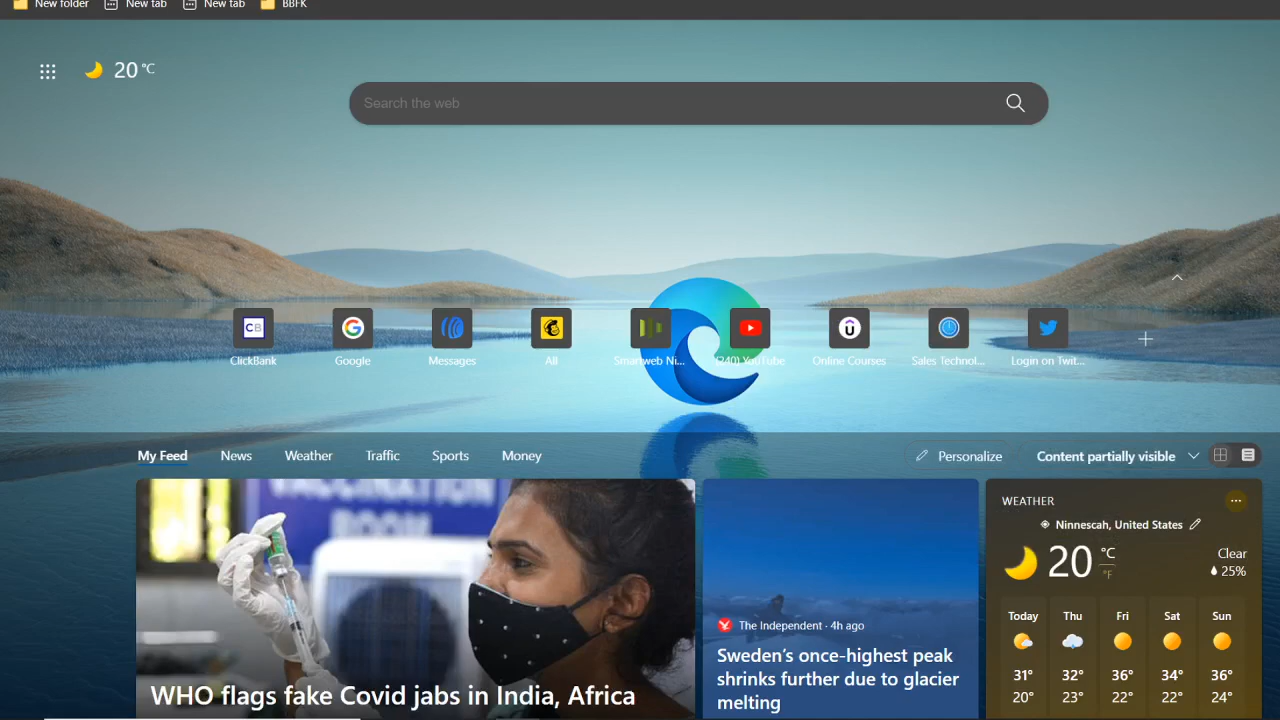 New folder New tab New tab BBFK
20 °C
Search the web
CB
ClickBank Google Messages All Smartweb Ni... (240) YouTube Online Courses Sales Technol... Login on Twit...
My Feed News Weather Traffic Sports Money Personalize Content partially visible
VACCINATION
ROOM
WHO flags fake Covid jabs in India, Africa
The Independent · 4h ago
Sweden’s once-highest peak
shrinks further due to glacier
melting
WEATHER
Ninnescah, United States
20 °C
°F
Clear
25%
Today Thu Fri Sat Sun
31° 32° 36° 34° 36°
20° 23° 22° 22° 24°